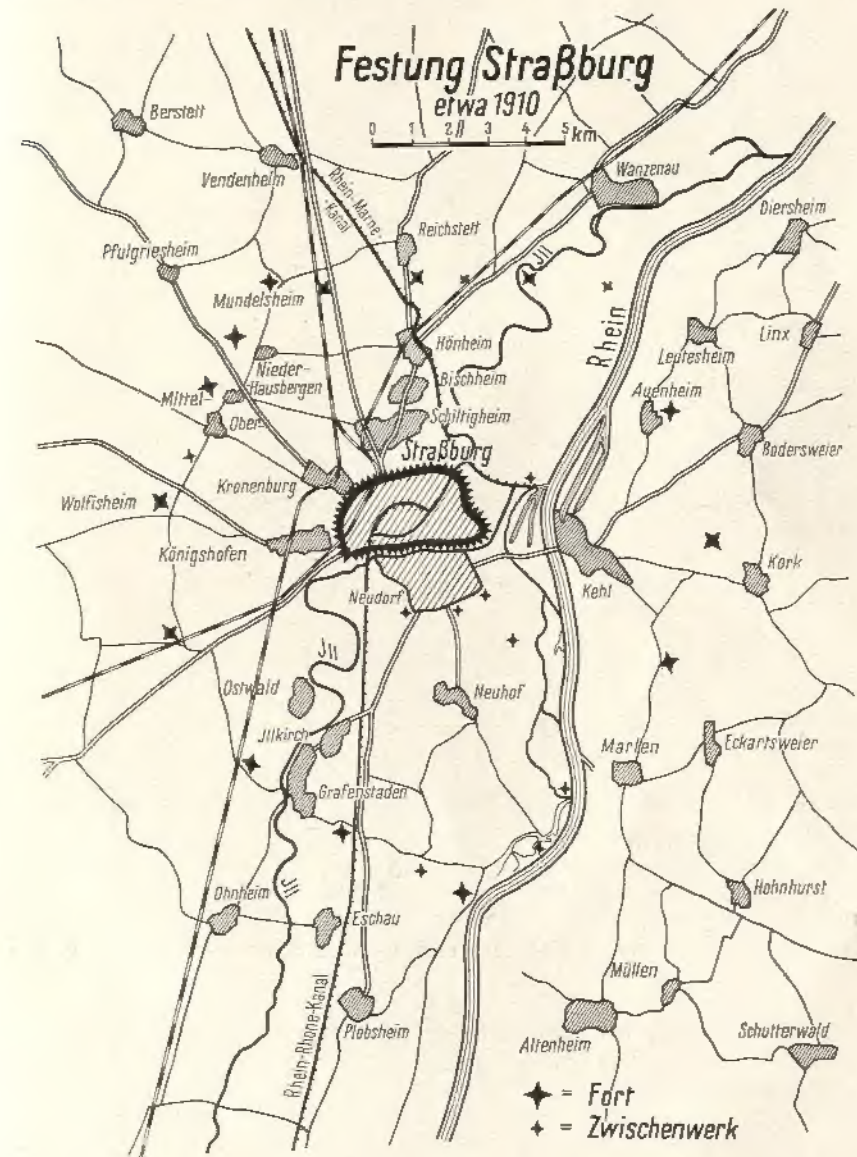 Festung Straßburg
etwa 1910
0 1 2 3 4 5 km
Berstett
Vendenheim
Rhein-Marne-
-Kanal
Wanzenau
Reichstett
Jll
Diersheim
Pfulgriesheim
Mundelsheim
Rhein
Hönheim
Leutesheim
Linx
Nieder-
Hausbergen
Bischheim
Mittel-
Auenheim
Ober-
Schiltigheim
Bodersweier
Straßburg
Kronenburg
Wolfisheim
Königshofen
Kork
Neudorf
Kehl
Jll
Ostwald
Neuhof
Jllkirch
Marlen
Eckartsweier
Grafenstaden
Jll
Ohnheim
Eschau
Hohnhurst
Müllen
Rhein-Rhone-Kanal
Plobsheim
Altenheim
Schutterwald
= Fort
= Zwischenwerk